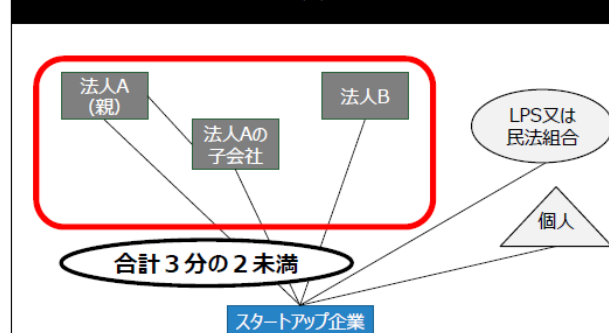 法人A
(親)
法人Aの
子会社
法人B
LPS又は
民法組合
個人
合計３分の２未満
スタートアップ企業